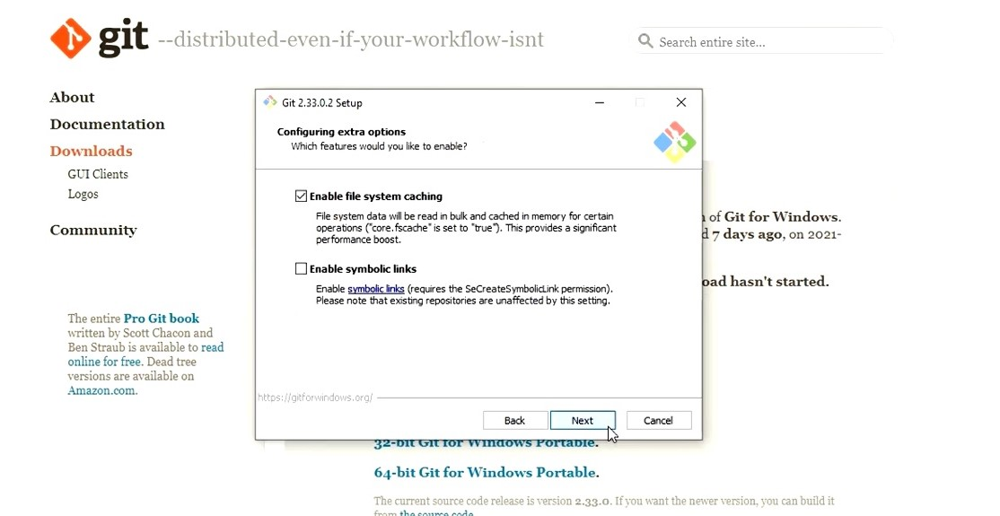 git --distributed-even-if-your-workflow-isnt
Search entire site...
About
Documentation
Downloads
GUI Clients
Logos
Community
The entire Pro Git book
written by Scott Chacon and
Ben Straub is available to read
online for free. Dead tree
versions are available on
Amazon.com.
Git 2.33.0.2 Setup
Configuring extra options
Which features would you like to enable?
Enable file system caching
File system data will be read in bulk and cached in memory for certain
operations ("core.fscache" is set to "true"). This provides a significant
performance boost.
Enable symbolic links
Enable symbolic links (requires the SeCreateSymbolicLink permission).
Please note that existing repositories are unaffected by this setting.
https://gitforwindows.org/
Back
Next
Cancel
of Git for Windows.
7 days ago, on 2021-
hasn't started.
32-bit Git for Windows Portable.
64-bit Git for Windows Portable.
The current source code release is version 2.33.0. If you want the newer version, you can build it
from the source code.